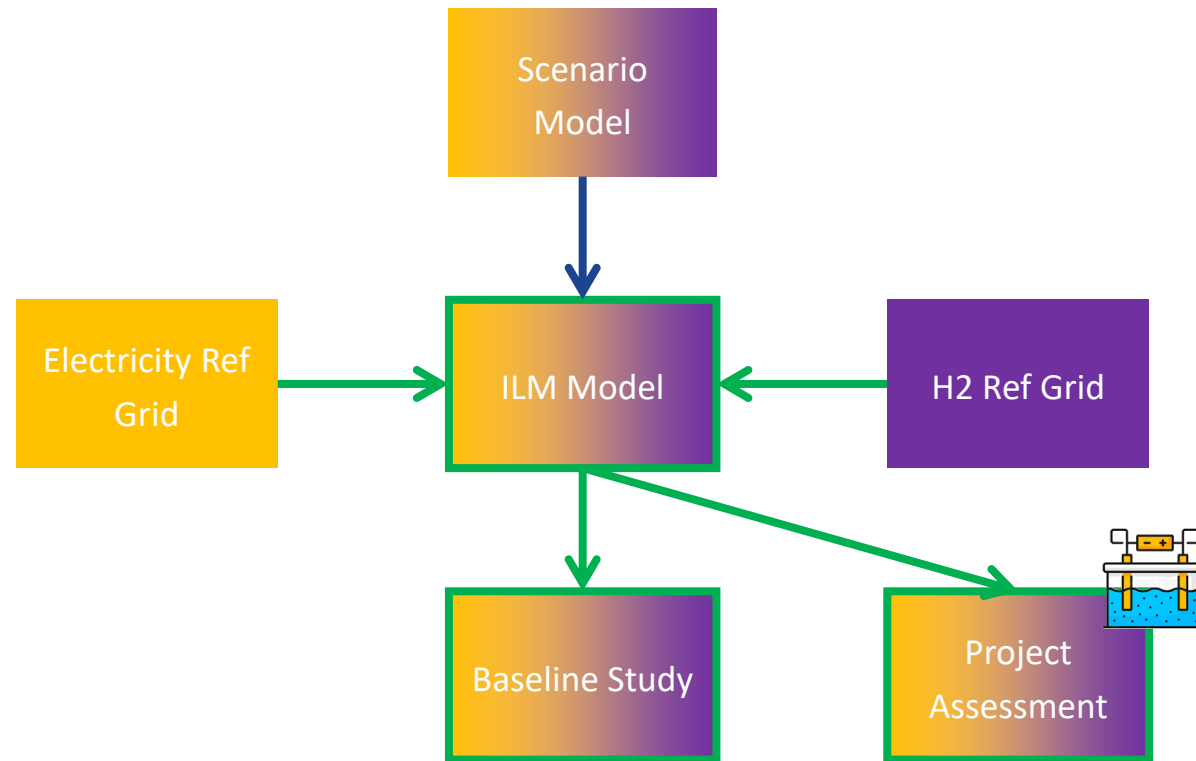 Scenario
Model
Electricity Ref
Grid
ILM Model
H2 Ref Grid
Baseline Study
Project
Assessment
- +